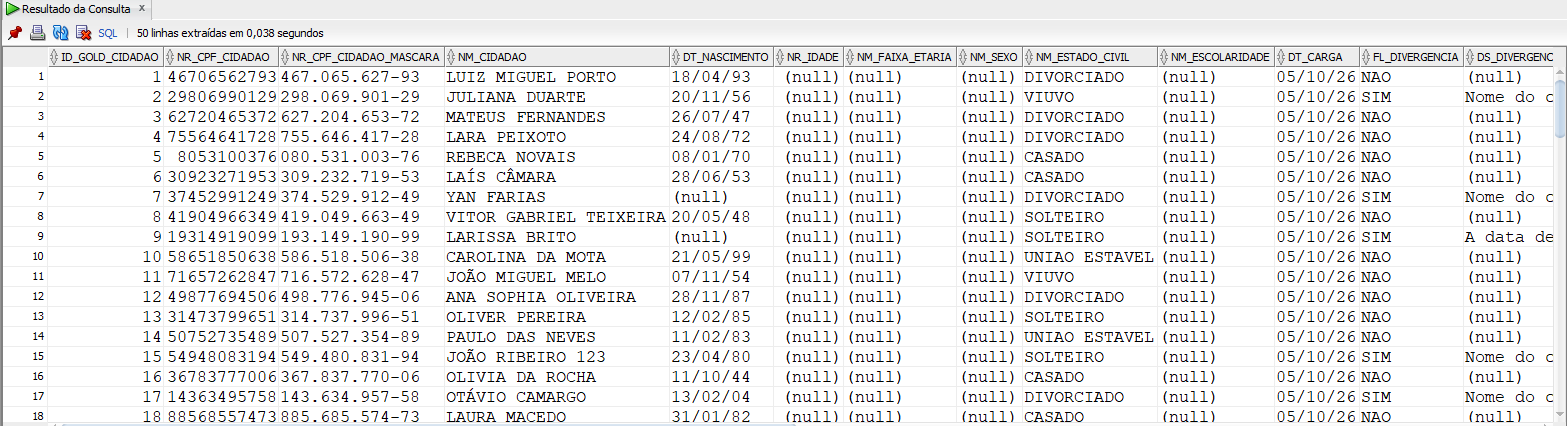 Resultado da Consulta x
SQL | 50 linhas extraídas em 0,038 segundos
ID_GOLD_CIDADAO NR_CPF_CIDADAO NR_CPF_CIDADAO_MASCARA NM_CIDADAO DT_NASCIMENTO NR_IDADE NM_FAIXA_ETARIA NM_SEXO NM_ESTADO_CIVIL NM_ESCOLARIDADE DT_CARGA FL_DIVERGENCIA DS_DIVERGENC
1 1 46706562793 467.065.627-93 LUIZ MIGUEL PORTO 18/04/93 (null) (null) (null) DIVORCIADO (null) 05/10/26 NAO (null)
2 2 29806990129 298.069.901-29 JULIANA DUARTE 20/11/56 (null) (null) (null) VIUVO (null) 05/10/26 SIM Nome do c
3 3 62720465372 627.204.653-72 MATEUS FERNANDES 26/07/47 (null) (null) (null) DIVORCIADO (null) 05/10/26 NAO (null)
4 4 75564641728 755.646.417-28 LARA PEIXOTO 24/08/72 (null) (null) (null) DIVORCIADO (null) 05/10/26 NAO (null)
5 5 8053100376 080.531.003-76 REBECA NOVAIS 08/01/70 (null) (null) (null) CASADO (null) 05/10/26 NAO (null)
6 6 30923271953 309.232.719-53 LAÍS CÂMARA 28/06/53 (null) (null) (null) CASADO (null) 05/10/26 NAO (null)
7 7 37452991249 374.529.912-49 YAN FARIAS (null) (null) (null) (null) DIVORCIADO (null) 05/10/26 SIM Nome do c
8 8 41904966349 419.049.663-49 VITOR GABRIEL TEIXEIRA 20/05/48 (null) (null) (null) SOLTEIRO (null) 05/10/26 NAO (null)
9 9 19314919099 193.149.190-99 LARISSA BRITO (null) (null) (null) (null) SOLTEIRO (null) 05/10/26 SIM A data de
10 10 58651850638 586.518.506-38 CAROLINA DA MOTA 21/05/99 (null) (null) (null) UNIAO ESTAVEL (null) 05/10/26 NAO (null)
11 11 71657262847 716.572.628-47 JOÃO MIGUEL MELO 07/11/54 (null) (null) (null) VIUVO (null) 05/10/26 NAO (null)
12 12 49877694506 498.776.945-06 ANA SOPHIA OLIVEIRA 28/11/87 (null) (null) (null) DIVORCIADO (null) 05/10/26 NAO (null)
13 13 31473799651 314.737.996-51 OLIVER PEREIRA 12/02/85 (null) (null) (null) SOLTEIRO (null) 05/10/26 NAO (null)
14 14 50752735489 507.527.354-89 PAULO DAS NEVES 11/02/83 (null) (null) (null) UNIAO ESTAVEL (null) 05/10/26 NAO (null)
15 15 54948083194 549.480.831-94 JOÃO RIBEIRO 123 23/04/80 (null) (null) (null) SOLTEIRO (null) 05/10/26 SIM Nome do c
16 16 36783777006 367.837.770-06 OLIVIA DA ROCHA 11/10/44 (null) (null) (null) CASADO (null) 05/10/26 NAO (null)
17 17 14363495758 143.634.957-58 OTÁVIO CAMARGO 13/02/04 (null) (null) (null) DIVORCIADO (null) 05/10/26 SIM Nome do c
18 18 88568557473 885.685.574-73 LAURA MACEDO 31/01/82 (null) (null) (null) CASADO (null) 05/10/26 NAO (null)